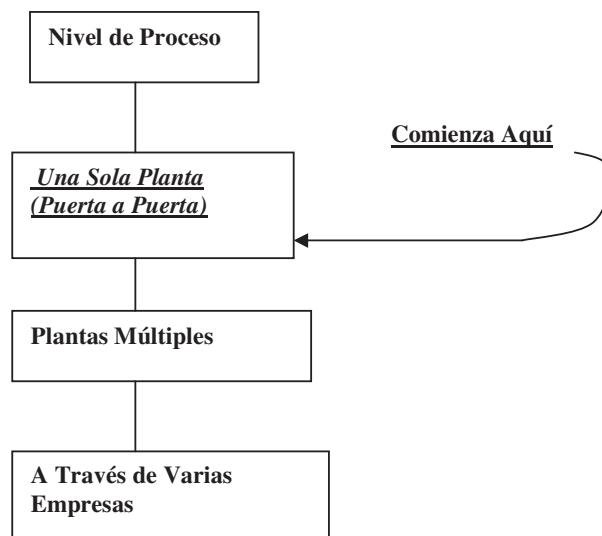 Nivel de Proceso
Comienza Aquí
Una Sola Planta
(Puerta a Puerta)
Plantas Múltiples
A Través de Varias
Empresas